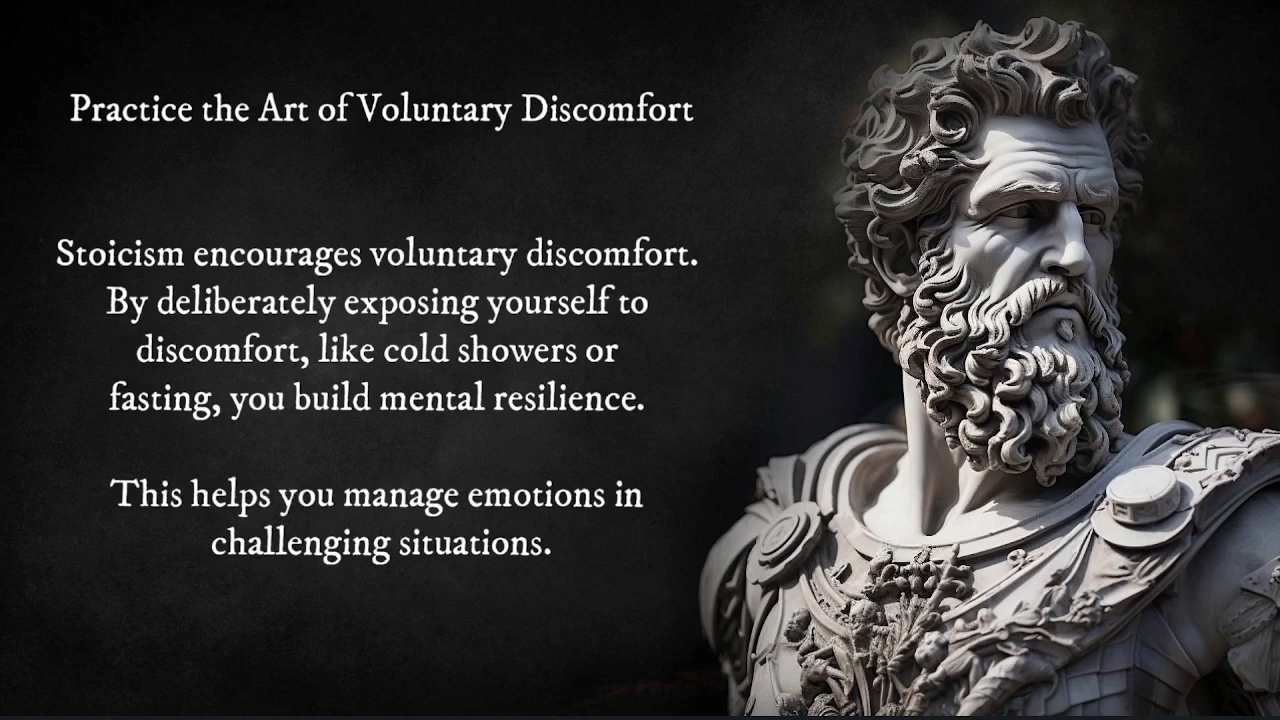 Practice the Art of Voluntary Discomfort
Stoicism encourages voluntary discomfort.
By deliberately exposing yourself to
discomfort, like cold showers or
fasting, you build mental resilience.
This helps you manage emotions in
challenging situations.